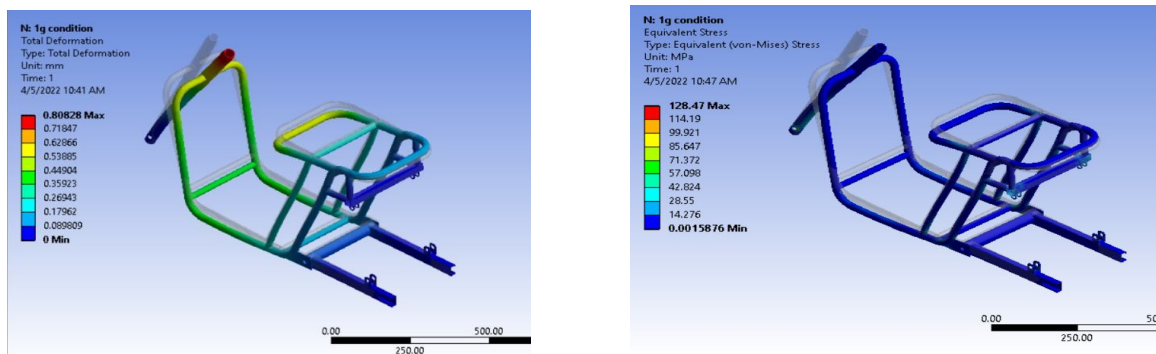 N: 1g condition
Total Deformation
Type: Total Deformation
Unit: mm
Time: 1
4/5/2022 10:41 AM
0.80828 Max
0.71847
0.62866
0.53885
0.44904
0.35923
0.26943
0.17962
0.089809
0 Min
0.00
500.00
250.00
N: 1g condition
Equivalent Stress
Type: Equivalent (von-Mises) Stress
Unit: MPa
Time: 1
4/5/2022 10:47 AM
128.47 Max
114.19
99.921
85.647
71.372
57.098
42.824
28.55
14.276
0.0015876 Min
0.00
250.00